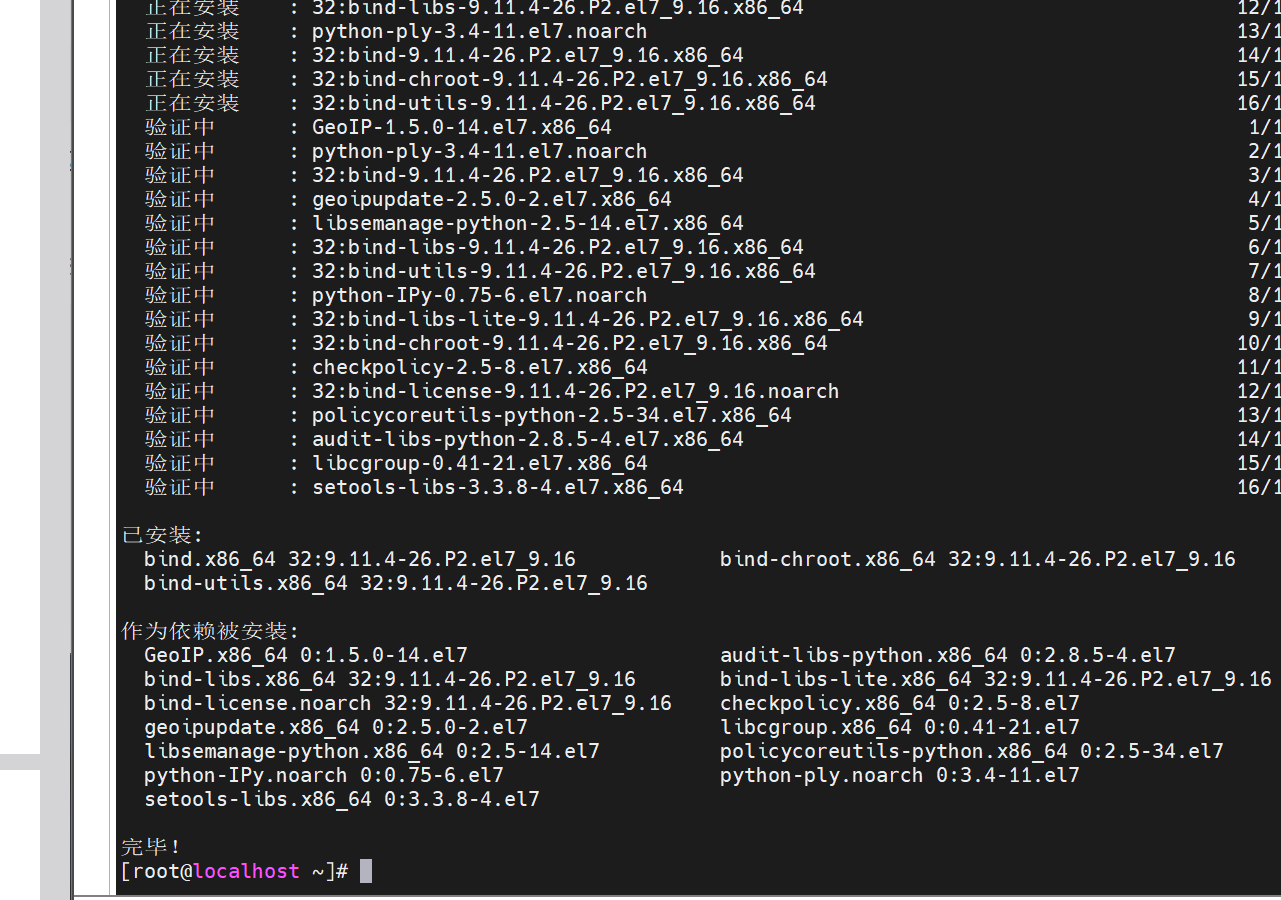 正在安装 : 32:bind-libs-9.11.4-26.P2.el7_9.16.x86_64 12/1
正在安装 : python-ply-3.4-11.el7.noarch 13/1
正在安装 : 32:bind-9.11.4-26.P2.el7_9.16.x86_64 14/1
正在安装 : 32:bind-chroot-9.11.4-26.P2.el7_9.16.x86_64 15/1
正在安装 : 32:bind-utils-9.11.4-26.P2.el7_9.16.x86_64 16/1
验证中 : GeoIP-1.5.0-14.el7.x86_64 1/1
验证中 : python-ply-3.4-11.el7.noarch 2/1
验证中 : 32:bind-9.11.4-26.P2.el7_9.16.x86_64 3/1
验证中 : geoipupdate-2.5.0-2.el7.x86_64 4/1
验证中 : libsemanage-python-2.5-14.el7.x86_64 5/1
验证中 : 32:bind-libs-9.11.4-26.P2.el7_9.16.x86_64 6/1
验证中 : 32:bind-utils-9.11.4-26.P2.el7_9.16.x86_64 7/1
验证中 : python-IPy-0.75-6.el7.noarch 8/1
验证中 : 32:bind-libs-lite-9.11.4-26.P2.el7_9.16.x86_64 9/1
验证中 : 32:bind-chroot-9.11.4-26.P2.el7_9.16.x86_64 10/1
验证中 : checkpolicy-2.5-8.el7.x86_64 11/1
验证中 : 32:bind-license-9.11.4-26.P2.el7_9.16.noarch 12/1
验证中 : policycoreutils-python-2.5-34.el7.x86_64 13/1
验证中 : audit-libs-python-2.8.5-4.el7.x86_64 14/1
验证中 : libcgroup-0.41-21.el7.x86_64 15/1
验证中 : setools-libs-3.3.8-4.el7.x86_64 16/1
已安装:
bind.x86_64 32:9.11.4-26.P2.el7_9.16 bind-chroot.x86_64 32:9.11.4-26.P2.el7_9.16
bind-utils.x86_64 32:9.11.4-26.P2.el7_9.16
作为依赖被安装:
GeoIP.x86_64 0:1.5.0-14.el7 audit-libs-python.x86_64 0:2.8.5-4.el7
bind-libs.x86_64 32:9.11.4-26.P2.el7_9.16 bind-libs-lite.x86_64 32:9.11.4-26.P2.el7_9.16
bind-license.noarch 32:9.11.4-26.P2.el7_9.16 checkpolicy.x86_64 0:2.5-8.el7
geoipupdate.x86_64 0:2.5.0-2.el7 libcgroup.x86_64 0:0.41-21.el7
libsemanage-python.x86_64 0:2.5-14.el7 policycoreutils-python.x86_64 0:2.5-34.el7
python-IPy.noarch 0:0.75-6.el7 python-ply.noarch 0:3.4-11.el7
setools-libs.x86_64 0:3.3.8-4.el7
完毕！
[root@localhost ~]#